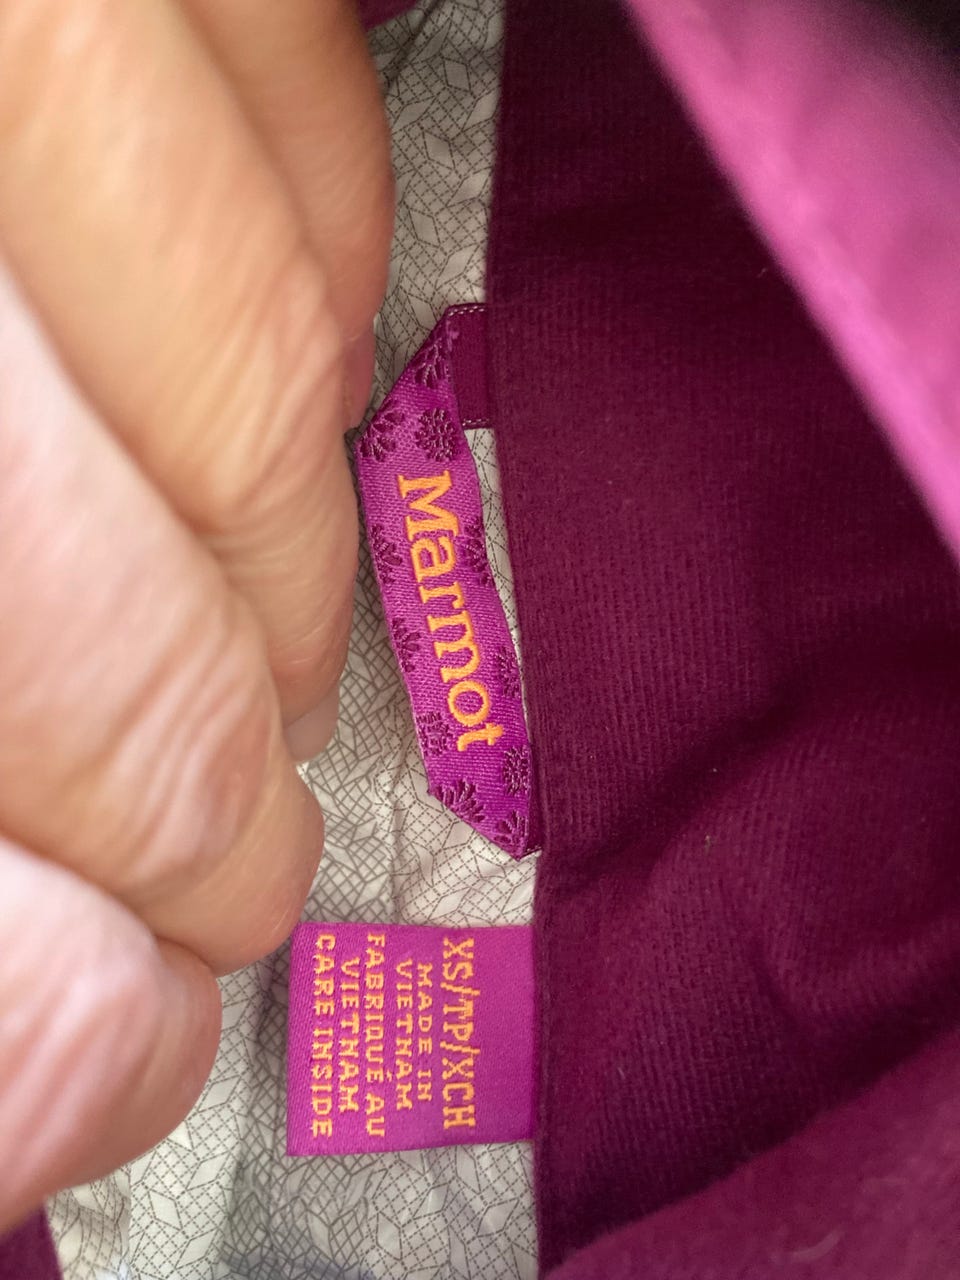 Marmot
XS/TP/XCH
MADE IN
VIETNAM
FABRIQUÉ AU
VIETNAM
CARE INSIDE